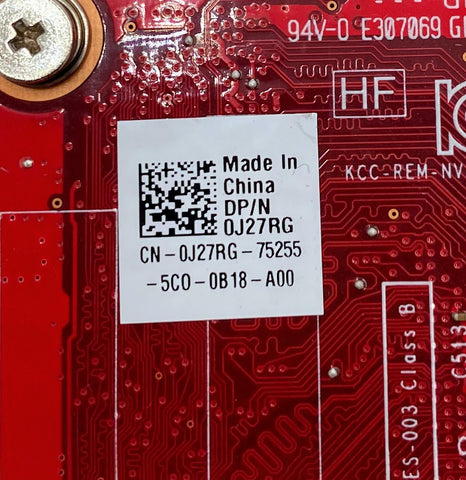 94V-0 E307069
HF
KCC-REM-NV
Made In
China
DP/N
0J27RG
CN-0J27RG-75255
-5C0-0B18-A00
ES-003 Class B
C513